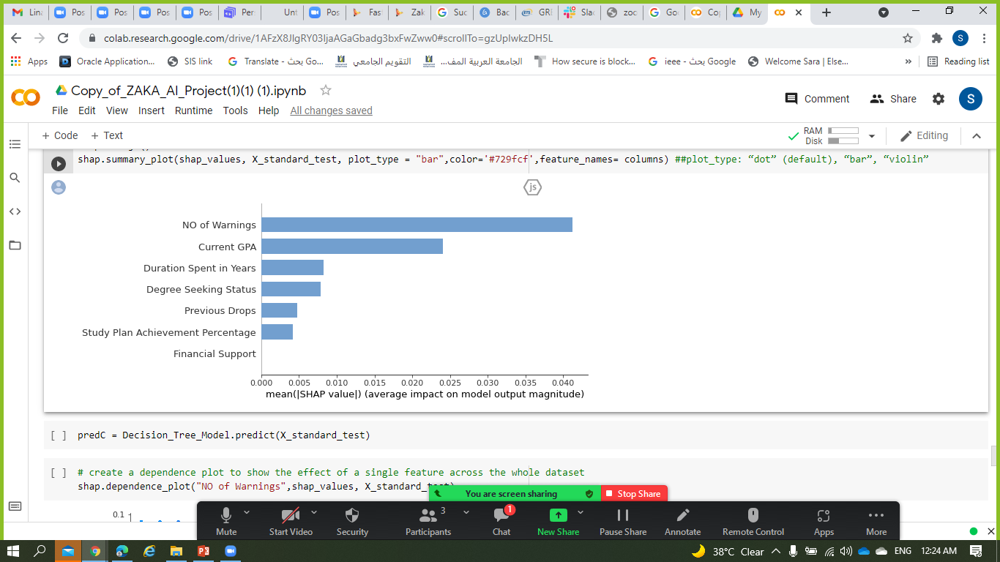 Lina
Pos
Pos
Pos
Pos
Per
Unt
Pos
Fas
Zak
Suc
Bac
GRE
Slac
zoo
Goo
Cop
My
colab.research.google.com/drive/1AFzX8JlgRY03ljaAGaGbadg3bxFwZww0#scrollTo=gzUpIwkzDH5L
S
Apps
Oracle Application...
SIS link
Translate - بحث Go...
التقويم الجامعي
الجامعة العربية المف...
How secure is block...
ieee - بحث Google
Welcome Sara | Else...
»
Reading list
Copy_of_ZAKA_AI_Project(1)(1) (1).ipynb
Comment
Share
S
File Edit View Insert Runtime Tools Help All changes saved
+ Code + Text
RAM
Disk
Editing
shap.summary_plot(shap_values, X_standard_test, plot_type = "bar",color='#729fcf',feature_names= columns) ##plot_type: “dot” (default), “bar”, “violin”
js
NO of Warnings
Current GPA
Duration Spent in Years
Degree Seeking Status
Previous Drops
Study Plan Achievement Percentage
Financial Support
0.000 0.005 0.010 0.015 0.020 0.025 0.030 0.035 0.040
mean(|SHAP value|) (average impact on model output magnitude)
[ ] predC = Decision_Tree_Model.predict(X_standard_test)
[ ] # create a dependence plot to show the effect of a single feature across the whole dataset
shap.dependence_plot("NO of Warnings",shap_values, X_standard_test)
You are screen sharing
Stop Share
0.1
3
1
Mute
Start Video
Security
Participants
Chat
New Share
Pause Share
Annotate
Remote Control
Apps
More
38°C Clear
ENG
12:24 AM